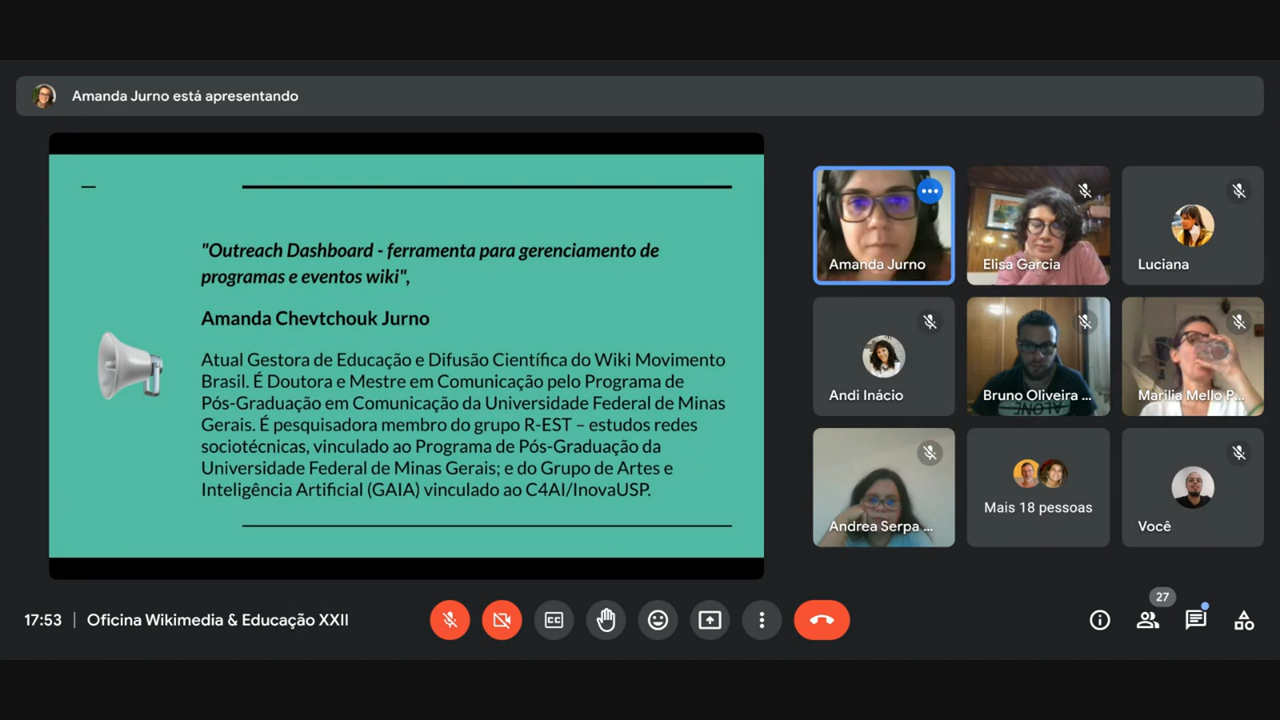 Amanda Jurno está apresentando
"Outreach Dashboard - ferramenta para gerenciamento de
programas e eventos wiki",
Amanda Chevtchouk Jurno
Atual Gestora de Educação e Difusão Científica do Wiki Movimento
Brasil. É Doutora e Mestre em Comunicação pelo Programa de
Pós-Graduação em Comunicação da Universidade Federal de Minas
Gerais. É pesquisadora membro do grupo R-EST – estudos redes
sociotécnicas, vinculado ao Programa de Pós-Graduação da
Universidade Federal de Minas Gerais; e do Grupo de Artes e
Inteligência Artificial (GAIA) vinculado ao C4AI/InovaUSP.
Amanda Jurno
Elisa Garcia
Luciana
Andi Inácio
Bruno Oliveira ...
Marilia Mello P...
Andrea Serpa ...
Mais 18 pessoas
Você
17:53 | Oficina Wikimedia & Educação XXII
27